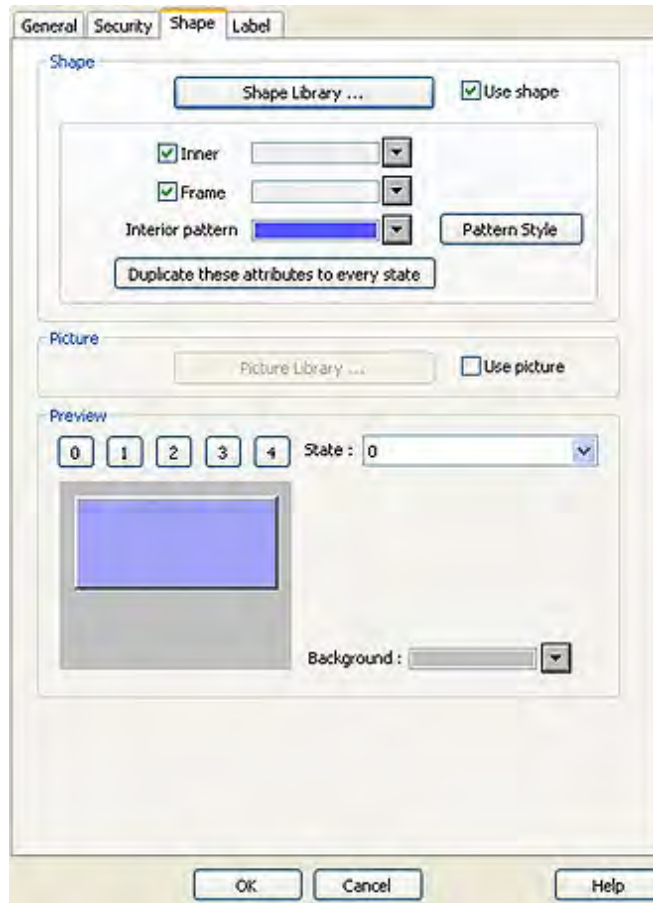 General Security Shape Label
Shape
Shape Library ... Use shape
Inner
Frame
Interior pattern Pattern Style
Duplicate these attributes to every state
Picture
Picture Library ... Use picture
Preview
0 1 2 3 4 State : 0
Background :
OK Cancel Help